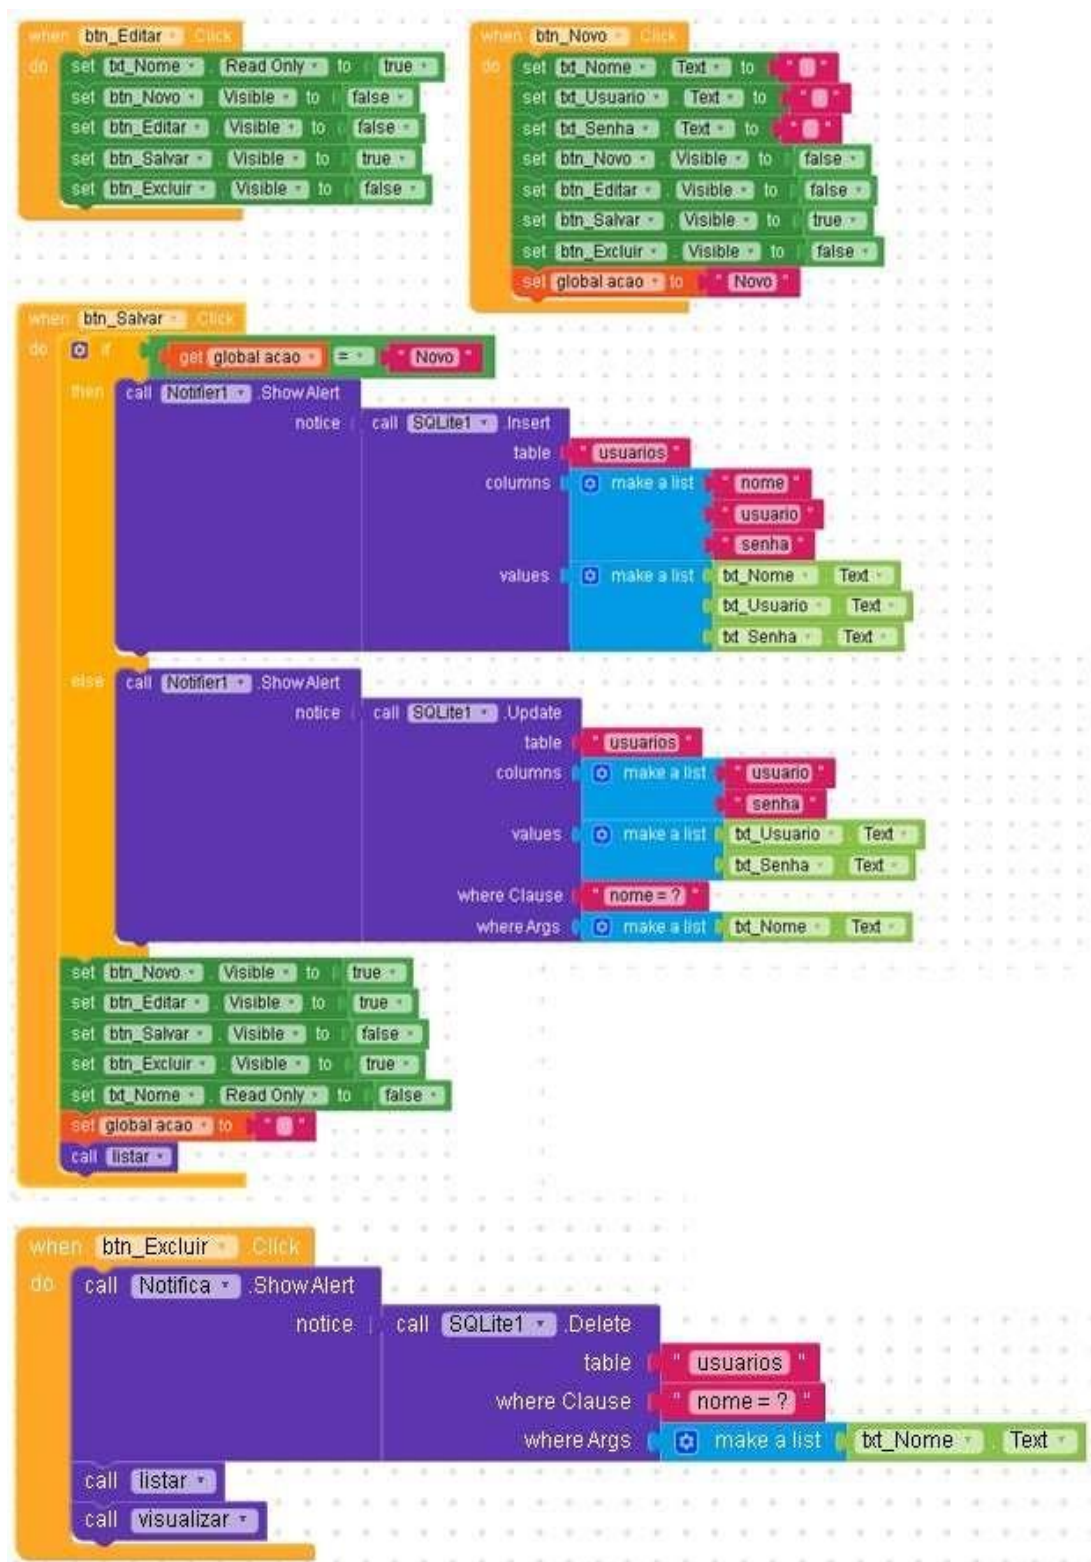 when btn_Editar Click
do set txt_Nome . Read Only to true
set btn_Novo . Visible to false
set btn_Editar . Visible to false
set btn_Salvar . Visible to true
set btn_Excluir . Visible to false
when btn_Novo Click
do set txt_Nome . Text to " "
set txt_Usuario . Text to " "
set txt_Senha . Text to " "
set btn_Novo . Visible to false
set btn_Editar . Visible to false
set btn_Salvar . Visible to true
set btn_Excluir . Visible to false
set global acao to " Novo "
when btn_Salvar Click
do if get global acao = " Novo "
then call Notifier1 .ShowAlert
notice call SQLite1 .Insert
table " usuarios "
columns make a list " nome "
" usuario "
" senha "
values make a list txt_Nome . Text
txt_Usuario . Text
txt_Senha . Text
else call Notifier1 .ShowAlert
notice call SQLite1 .Update
table " usuarios "
columns make a list " usuario "
" senha "
values make a list txt_Usuario . Text
txt_Senha . Text
where Clause " nome = ? "
where Args make a list txt_Nome . Text
set btn_Novo . Visible to true
set btn_Editar . Visible to true
set btn_Salvar . Visible to false
set btn_Excluir . Visible to true
set txt_Nome . Read Only to false
set global acao to " "
call listar
when btn_Excluir .Click
do call Notifica .ShowAlert
notice call SQLite1 .Delete
table " usuarios "
where Clause " nome = ? "
where Args make a list txt_Nome . Text
call listar
call visualizar